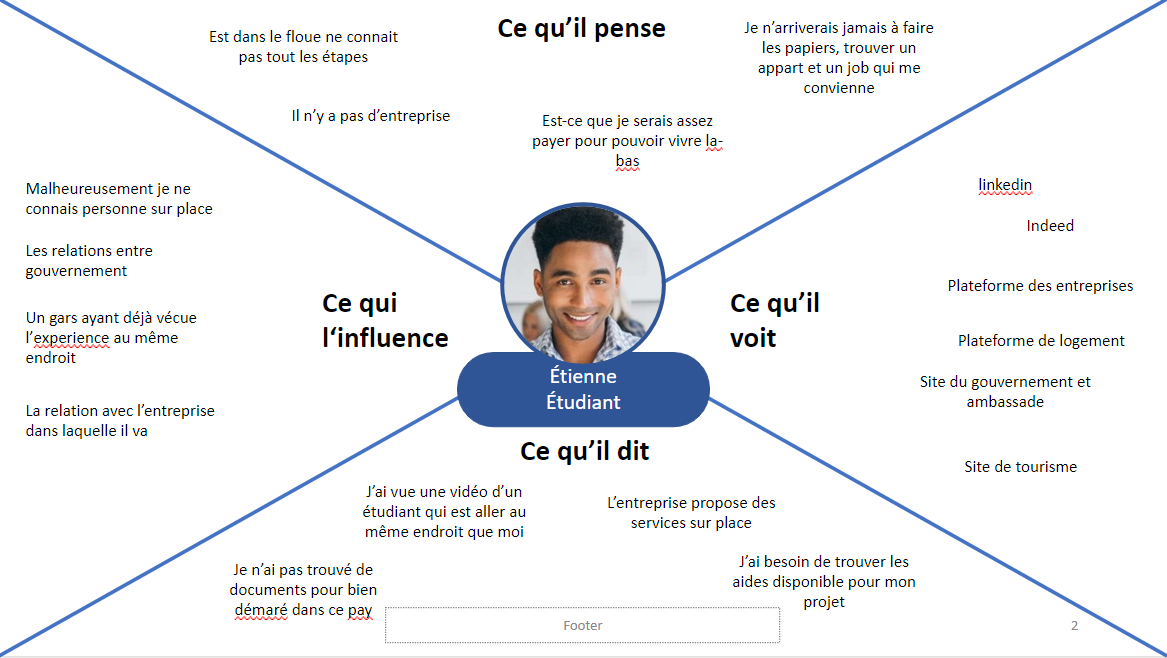 Ce qu’il pense
Est dans le floue ne connait
pas tout les étapes
Je n’arriverais jamais à faire
les papiers, trouver un
appart et un job qui me
convienne
Il n’y a pas d’entreprise
Est-ce que je serais assez
payer pour pouvoir vivre la-
bas
Malheureusement je ne
connais personne sur place
Les relations entre
gouvernement
Un gars ayant déjà vécue
l’experience au même
endroit
La relation avec l’entreprise
dans laquelle il va
Ce qui
l‘influence
Étienne
Étudiant
Ce qu’il
voit
linkedin
Indeed
Plateforme des entreprises
Plateforme de logement
Site du gouvernement et
ambassade
Site de tourisme
Ce qu’il dit
J’ai vue une vidéo d’un
étudiant qui est aller au
même endroit que moi
L’entreprise propose des
services sur place
Je n’ai pas trouvé de
documents pour bien
démaré dans ce pay
J’ai besoin de trouver les
aides disponible pour mon
projet
Footer
2